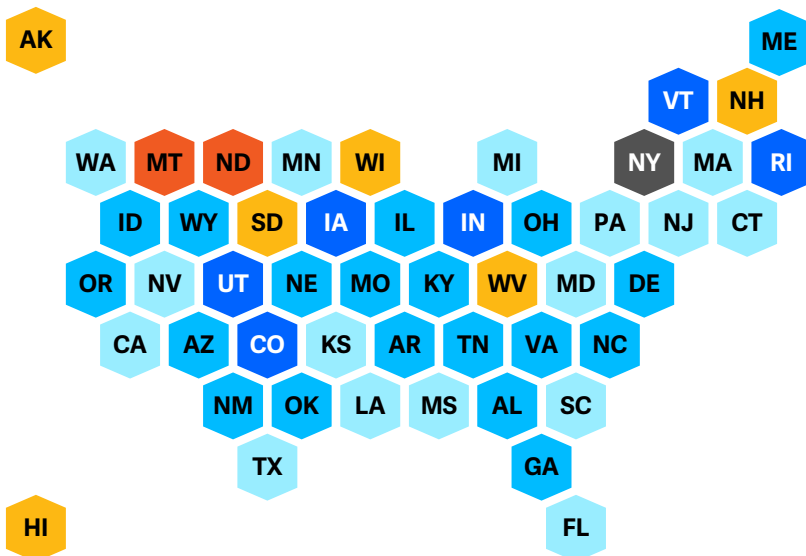 AK ME
VT NH
WA MT ND MN WI MI NY MA RI
ID WY SD IA IL IN OH PA NJ CT
OR NV UT NE MO KY WV MD DE
CA AZ CO KS AR TN VA NC
NM OK LA MS AL SC
TX GA
HI FL